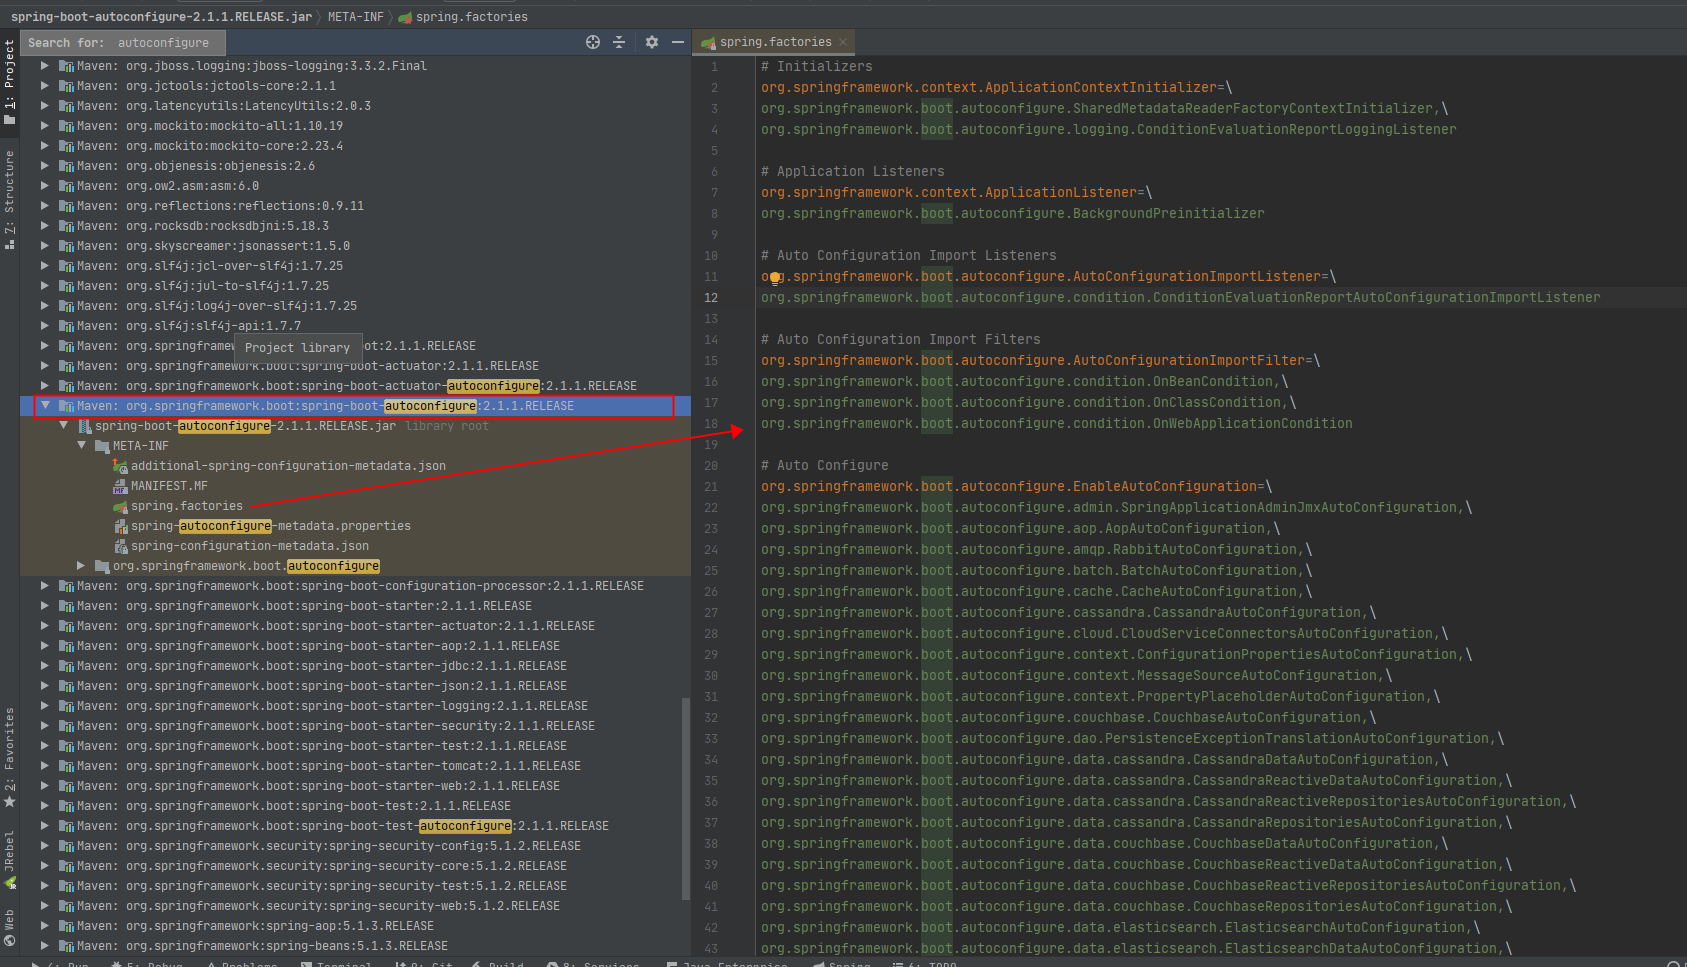 spring-boot-autoconfigure-2.1.1.RELEASE.jar META-INF spring.factories
Search for: autoconfigure
1: Project
7: Structure
2: Favorites
JRebel
Web
Maven: org.jboss.logging:jboss-logging:3.3.2.Final
Maven: org.jctools:jctools-core:2.1.1
Maven: org.latencyutils:LatencyUtils:2.0.3
Maven: org.mockito:mockito-all:1.10.19
Maven: org.mockito:mockito-core:2.23.4
Maven: org.objenesis:objenesis:2.6
Maven: org.ow2.asm:asm:6.0
Maven: org.reflections:reflections:0.9.11
Maven: org.rocksdb:rocksdbjni:5.18.3
Maven: org.skyscreamer:jsonassert:1.5.0
Maven: org.slf4j:jcl-over-slf4j:1.7.25
Maven: org.slf4j:jul-to-slf4j:1.7.25
Maven: org.slf4j:log4j-over-slf4j:1.7.25
Maven: org.slf4j:slf4j-api:1.7.7
Maven: org.springframew ot:2.1.1.RELEASE
Project library
Maven: org.springframework.boot:spring-boot-actuator:2.1.1.RELEASE
Maven: org.springframework.boot:spring-boot-actuator-autoconfigure:2.1.1.RELEASE
Maven: org.springframework.boot:spring-boot-autoconfigure:2.1.1.RELEASE
spring-boot-autoconfigure-2.1.1.RELEASE.jar library root
META-INF
additional-spring-configuration-metadata.json
MANIFEST.MF
spring.factories
spring-autoconfigure-metadata.properties
spring-configuration-metadata.json
org.springframework.boot.autoconfigure
Maven: org.springframework.boot:spring-boot-configuration-processor:2.1.1.RELEASE
Maven: org.springframework.boot:spring-boot-starter:2.1.1.RELEASE
Maven: org.springframework.boot:spring-boot-starter-actuator:2.1.1.RELEASE
Maven: org.springframework.boot:spring-boot-starter-aop:2.1.1.RELEASE
Maven: org.springframework.boot:spring-boot-starter-jdbc:2.1.1.RELEASE
Maven: org.springframework.boot:spring-boot-starter-json:2.1.1.RELEASE
Maven: org.springframework.boot:spring-boot-starter-logging:2.1.1.RELEASE
Maven: org.springframework.boot:spring-boot-starter-security:2.1.1.RELEASE
Maven: org.springframework.boot:spring-boot-starter-test:2.1.1.RELEASE
Maven: org.springframework.boot:spring-boot-starter-tomcat:2.1.1.RELEASE
Maven: org.springframework.boot:spring-boot-starter-web:2.1.1.RELEASE
Maven: org.springframework.boot:spring-boot-test:2.1.1.RELEASE
Maven: org.springframework.boot:spring-boot-test-autoconfigure:2.1.1.RELEASE
Maven: org.springframework.security:spring-security-config:5.1.2.RELEASE
Maven: org.springframework.security:spring-security-core:5.1.2.RELEASE
Maven: org.springframework.security:spring-security-test:5.1.2.RELEASE
Maven: org.springframework.security:spring-security-web:5.1.2.RELEASE
Maven: org.springframework:spring-aop:5.1.3.RELEASE
Maven: org.springframework:spring-beans:5.1.3.RELEASE
spring.factories
1 # Initializers
2 org.springframework.context.ApplicationContextInitializer=\
3 org.springframework.boot.autoconfigure.SharedMetadataReaderFactoryContextInitializer,\
4 org.springframework.boot.autoconfigure.logging.ConditionEvaluationReportLoggingListener
5
6 # Application Listeners
7 org.springframework.context.ApplicationListener=\
8 org.springframework.boot.autoconfigure.BackgroundPreinitializer
9
10 # Auto Configuration Import Listeners
11 org.springframework.boot.autoconfigure.AutoConfigurationImportListener=\
12 org.springframework.boot.autoconfigure.condition.ConditionEvaluationReportAutoConfigurationImportListener
13
14 # Auto Configuration Import Filters
15 org.springframework.boot.autoconfigure.AutoConfigurationImportFilter=\
16 org.springframework.boot.autoconfigure.condition.OnBeanCondition,\
17 org.springframework.boot.autoconfigure.condition.OnClassCondition,\
18 org.springframework.boot.autoconfigure.condition.OnWebApplicationCondition
19
20 # Auto Configure
21 org.springframework.boot.autoconfigure.EnableAutoConfiguration=\
22 org.springframework.boot.autoconfigure.admin.SpringApplicationAdminJmxAutoConfiguration,\
23 org.springframework.boot.autoconfigure.aop.AopAutoConfiguration,\
24 org.springframework.boot.autoconfigure.amqp.RabbitAutoConfiguration,\
25 org.springframework.boot.autoconfigure.batch.BatchAutoConfiguration,\
26 org.springframework.boot.autoconfigure.cache.CacheAutoConfiguration,\
27 org.springframework.boot.autoconfigure.cassandra.CassandraAutoConfiguration,\
28 org.springframework.boot.autoconfigure.cloud.CloudServiceConnectorsAutoConfiguration,\
29 org.springframework.boot.autoconfigure.context.ConfigurationPropertiesAutoConfiguration,\
30 org.springframework.boot.autoconfigure.context.MessageSourceAutoConfiguration,\
31 org.springframework.boot.autoconfigure.context.PropertyPlaceholderAutoConfiguration,\
32 org.springframework.boot.autoconfigure.couchbase.CouchbaseAutoConfiguration,\
33 org.springframework.boot.autoconfigure.dao.PersistenceExceptionTranslationAutoConfiguration,\
34 org.springframework.boot.autoconfigure.data.cassandra.CassandraDataAutoConfiguration,\
35 org.springframework.boot.autoconfigure.data.cassandra.CassandraReactiveDataAutoConfiguration,\
36 org.springframework.boot.autoconfigure.data.cassandra.CassandraReactiveRepositoriesAutoConfiguration,\
37 org.springframework.boot.autoconfigure.data.cassandra.CassandraRepositoriesAutoConfiguration,\
38 org.springframework.boot.autoconfigure.data.couchbase.CouchbaseDataAutoConfiguration,\
39 org.springframework.boot.autoconfigure.data.couchbase.CouchbaseReactiveDataAutoConfiguration,\
40 org.springframework.boot.autoconfigure.data.couchbase.CouchbaseReactiveRepositoriesAutoConfiguration,\
41 org.springframework.boot.autoconfigure.data.couchbase.CouchbaseRepositoriesAutoConfiguration,\
42 org.springframework.boot.autoconfigure.data.elasticsearch.ElasticsearchAutoConfiguration,\
43 org.springframework.boot.autoconfigure.data.elasticsearch.ElasticsearchDataAutoConfiguration,\
4: Run 5: Debug Problems Terminal 9: Git Build 8: Services Java Enterprise Spring 6: TODO